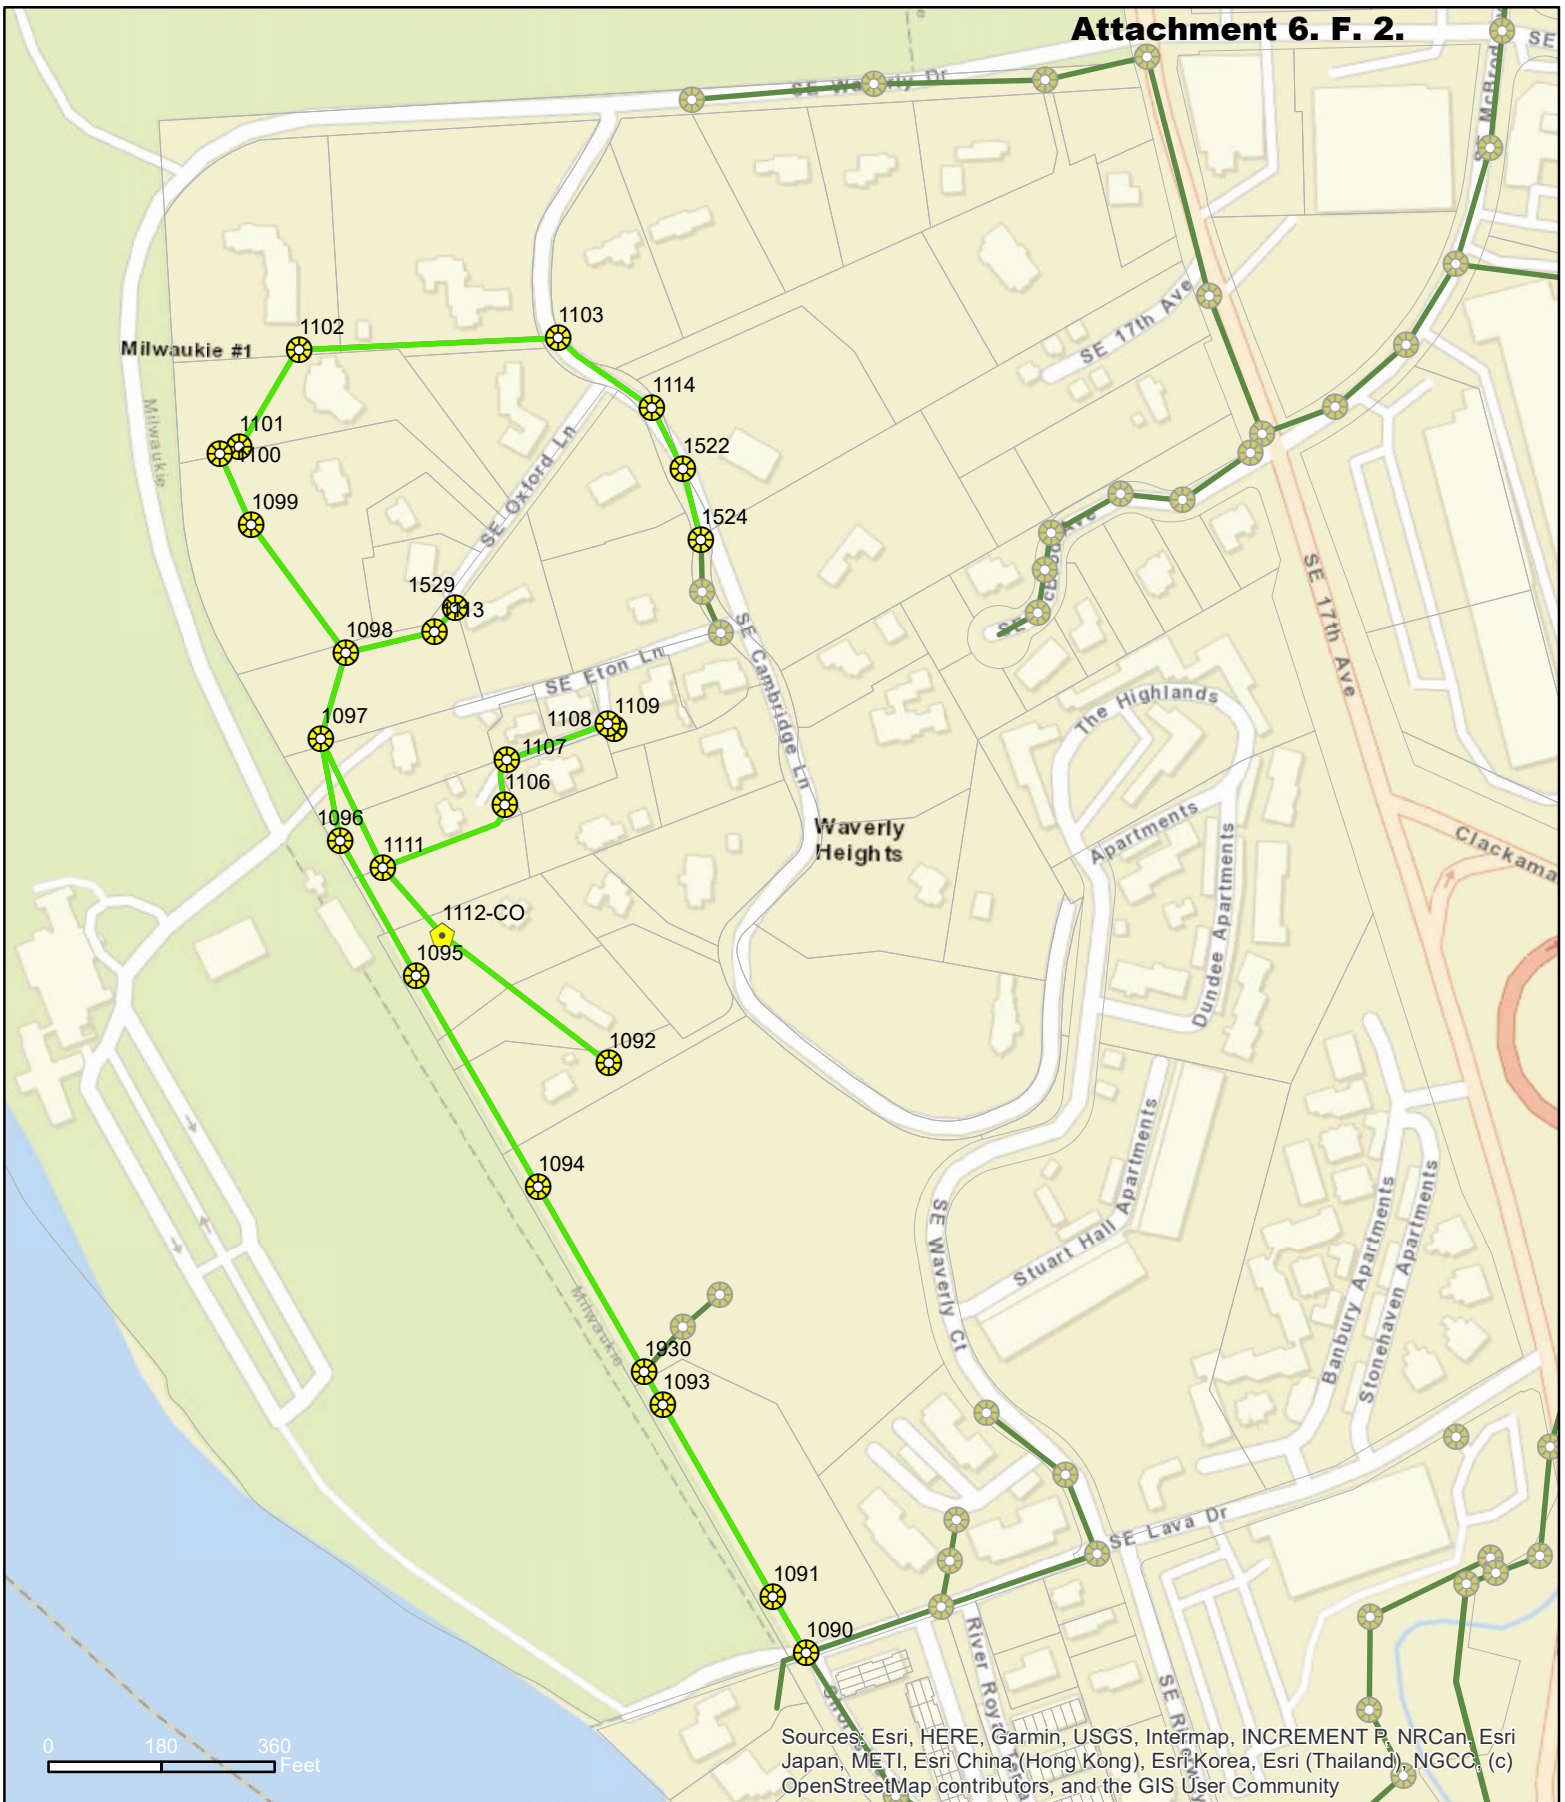 Attachment 6. F. 2.
SE
SE Waverly Dr
SE McBrod
1103
1102
Milwaukie #1
SE 17th Ave
1114
Milwaukie
1101
1100
1522
SE Oxford Ln
1099
1524
1529
1113
SE 17th Ave
1098
SE Eton Ln
SE Cambridge Ln
The Highlands
1097
1108
1109
1107
1106
1096
1111
Waverly
Heights
Apartments
Dundee Apartments
Clackama
1112-CO
1095
1092
1094
Stuart Hall Apartments
SE Waverly Ct
Banbury Apartments
Stonehaven Apartments
Milwaukie
1930
1093
SE Lava Dr
1091
1090
0 180 360
Feet
Sources: Esri, HERE, Garmin, USGS, Intermap, INCREMENT P, NRCan, Esri
Japan, METI, Esri China (Hong Kong), Esri Korea, Esri (Thailand), NGCC, (c)
OpenStreetMap contributors, and the GIS User Community